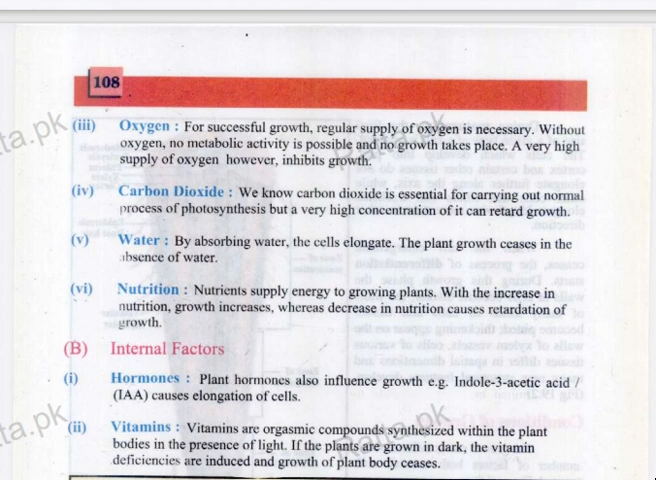 108
(iii) Oxygen : For successful growth, regular supply of oxygen is necessary. Without
oxygen, no metabolic activity is possible and no growth takes place. A very high
supply of oxygen however, inhibits growth.
(iv) Carbon Dioxide : We know carbon dioxide is essential for carrying out normal
process of photosynthesis but a very high concentration of it can retard growth.
(v) Water : By absorbing water, the cells elongate. The plant growth ceases in the
absence of water.
(vi) Nutrition : Nutrients supply energy to growing plants. With the increase in
nutrition, growth increases, whereas decrease in nutrition causes retardation of
growth.
(B) Internal Factors
(i) Hormones : Plant hormones also influence growth e.g. Indole-3-acetic acid /
(IAA) causes elongation of cells.
(ii) Vitamins : Vitamins are orgasmic compounds synthesized within the plant
bodies in the presence of light. If the plants are grown in dark, the vitamin
deficiencies are induced and growth of plant body ceases.
Ratta.pk
Ratta.pk
ta.pk
ta.pk